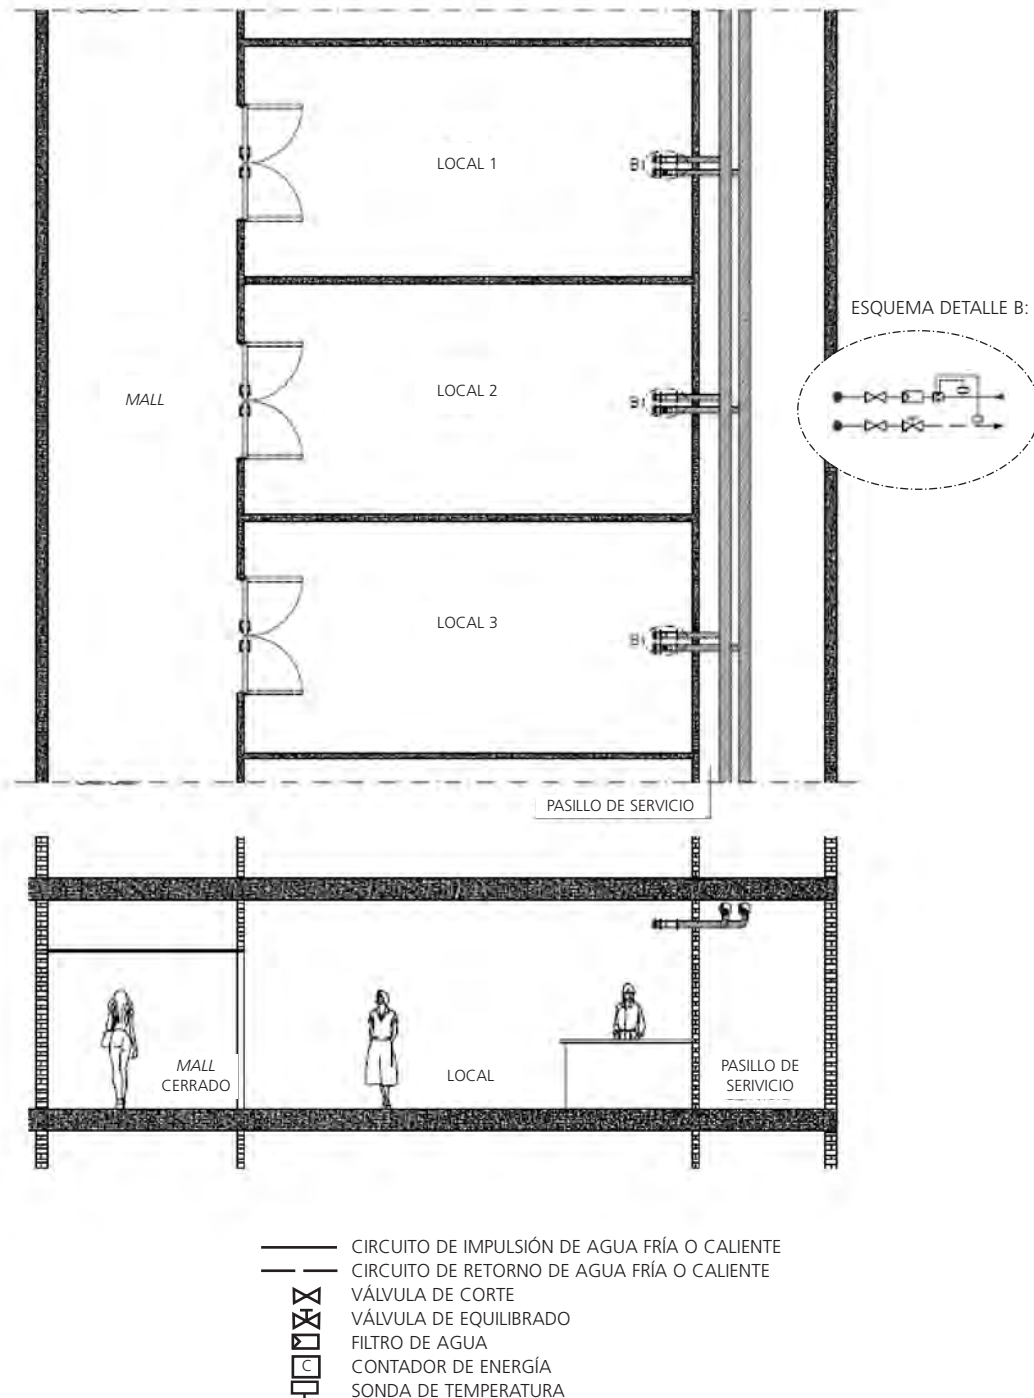 LOCAL 1
B
ESQUEMA DETALLE B:
MALL
LOCAL 2
B
LOCAL 3
B
PASILLO DE SERVICIO
MALL
CERRADO
LOCAL
PASILLO DE
SERIVICIO
CIRCUITO DE IMPULSIÓN DE AGUA FRÍA O CALIENTE
CIRCUITO DE RETORNO DE AGUA FRÍA O CALIENTE
VÁLVULA DE CORTE
VÁLVULA DE EQUILIBRADO
FILTRO DE AGUA
C CONTADOR DE ENERGÍA
SONDA DE TEMPERATURA